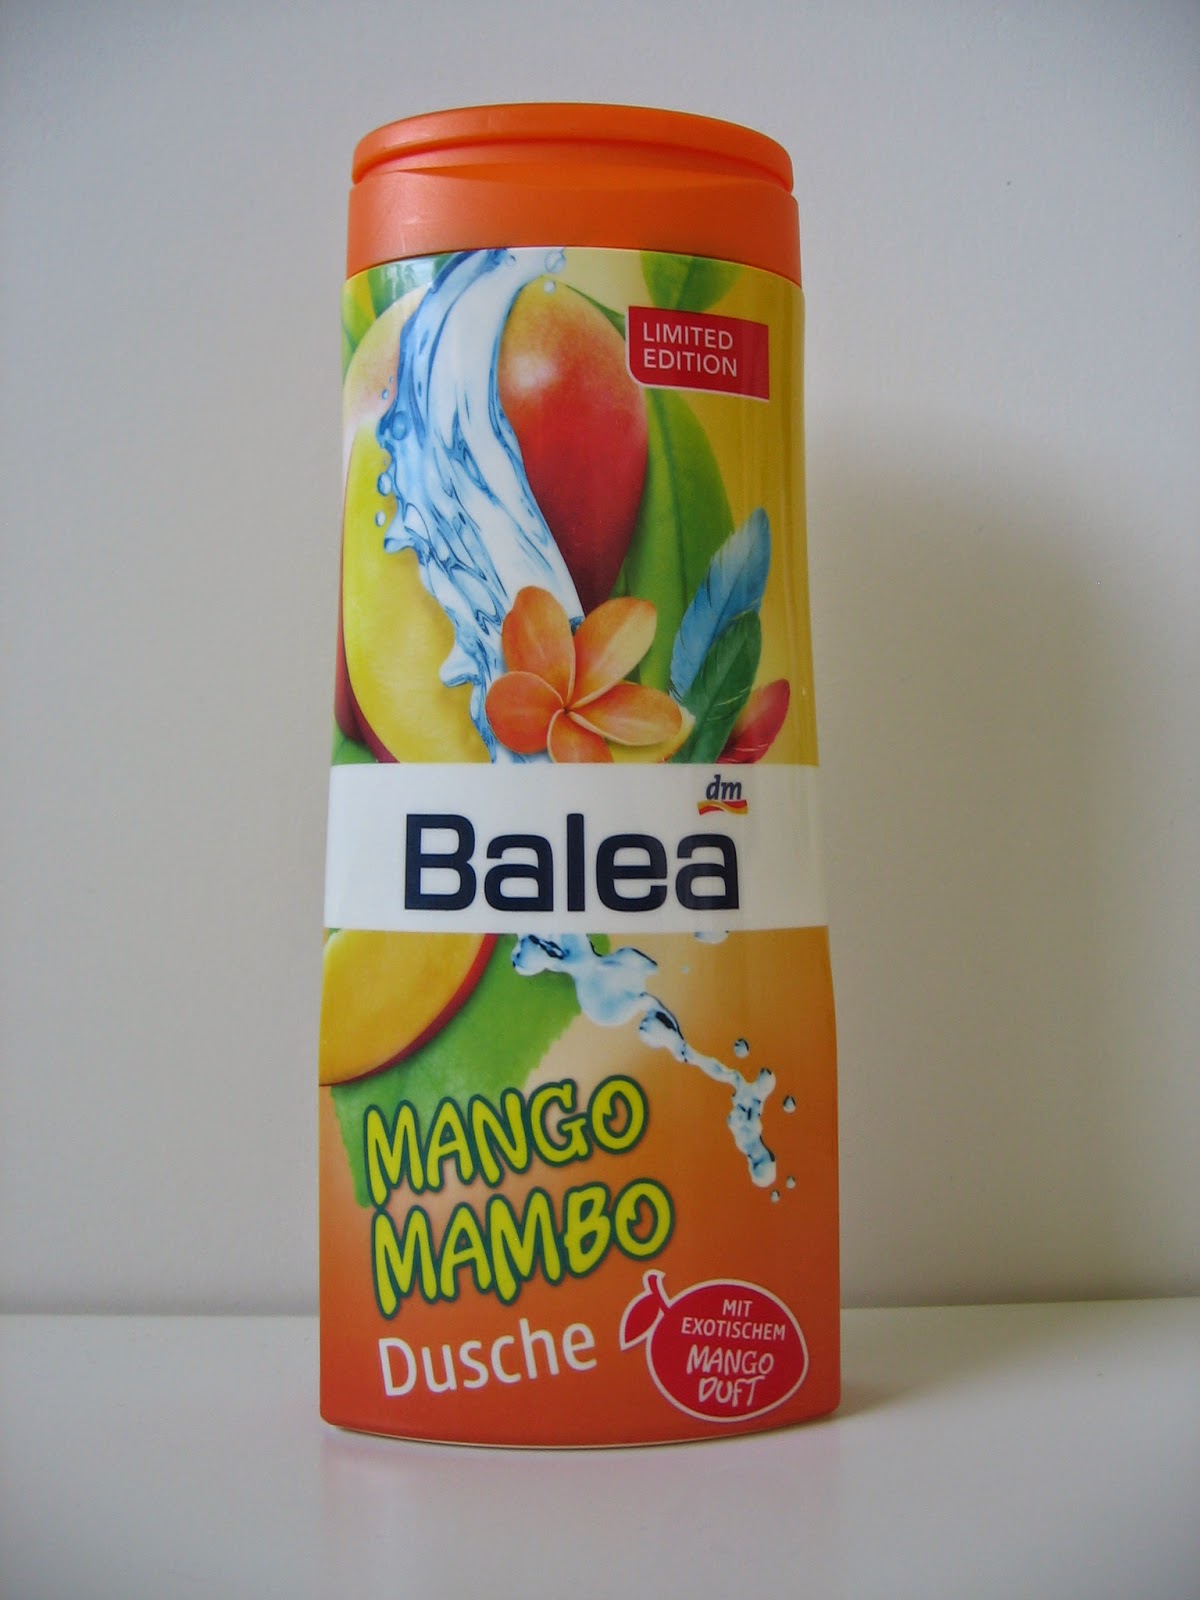 LIMITED
EDITION
dm
Balea
MANGO
MAMBO
Dusche
MIT
EXOTISCHEM
MANGO
DUFT